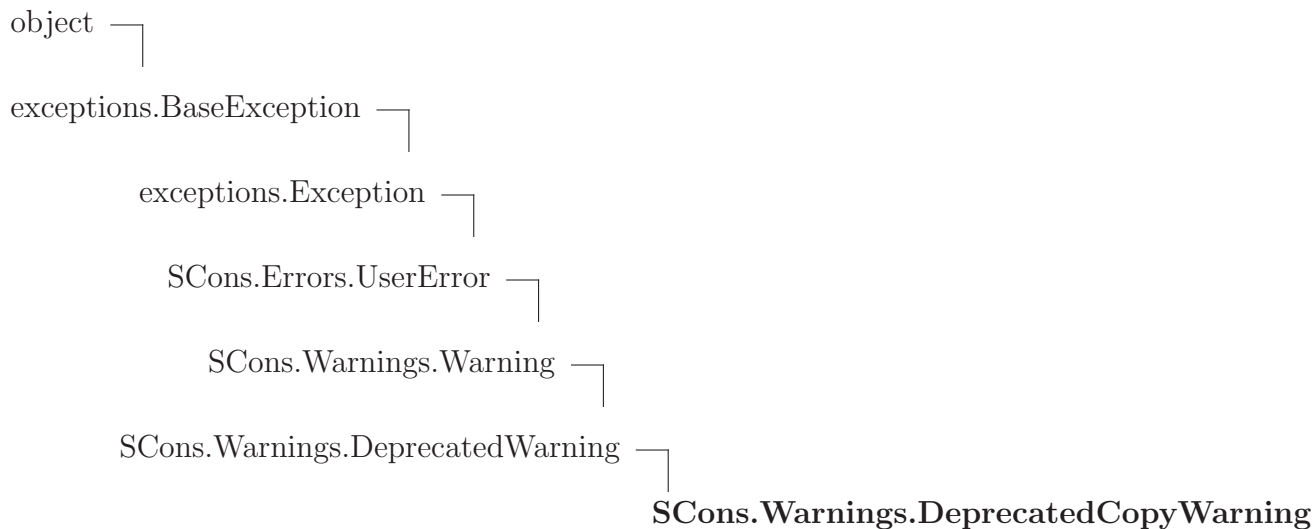 object
exceptions.BaseException
exceptions.Exception
SCons.Errors.UserError
SCons.Warnings.Warning
SCons.Warnings.DeprecatedWarning
SCons.Warnings.DeprecatedCopyWarning